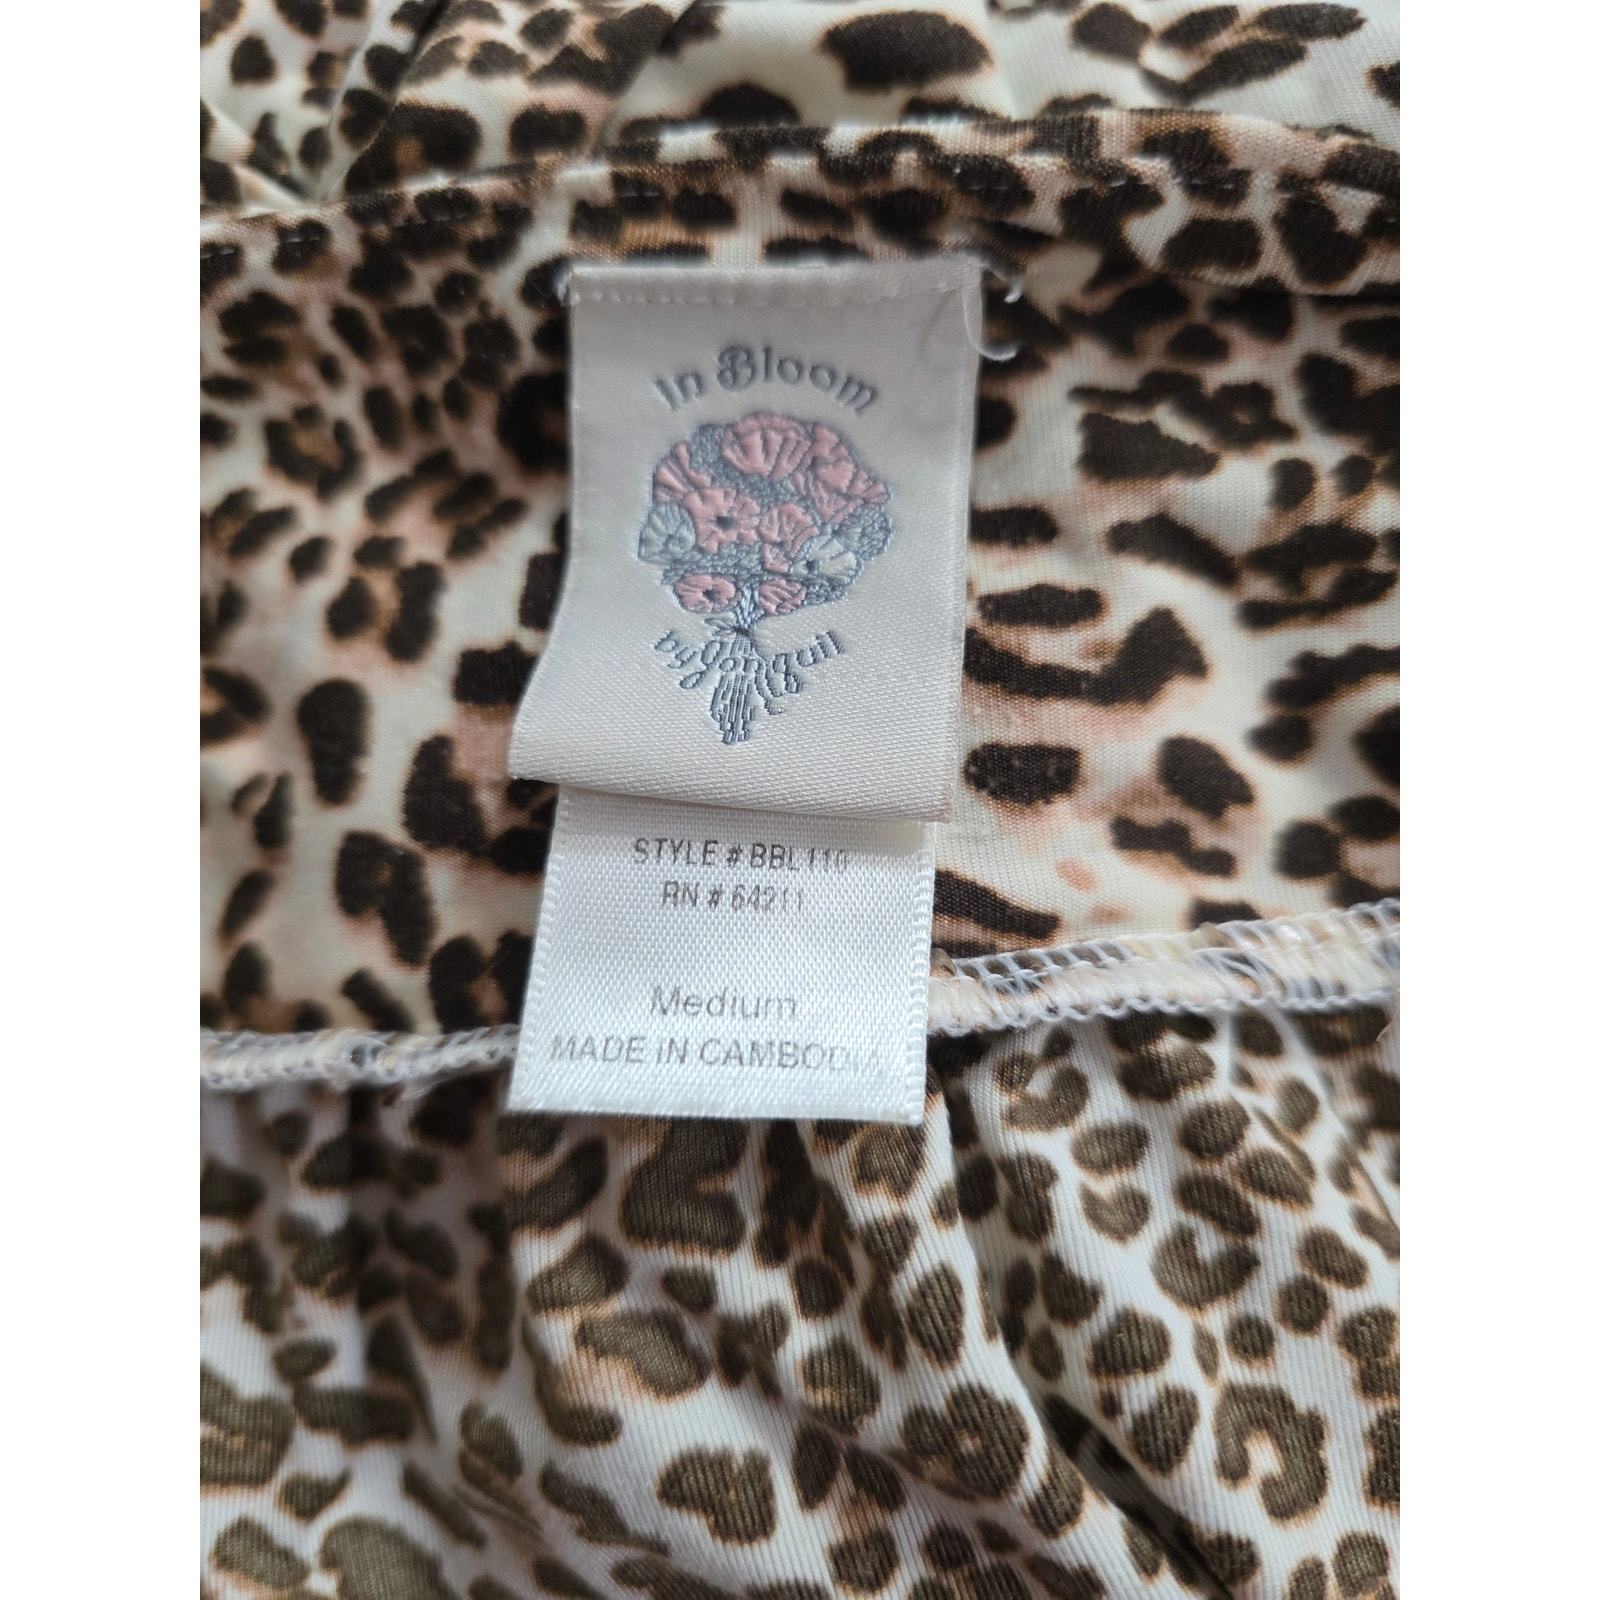 In Bloom
by Jonquil
STYLE # BBL110
RN # 64211
Medium
MADE IN CAMBODIA